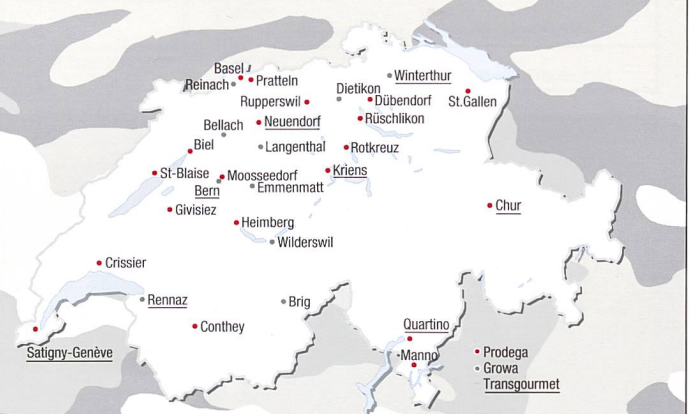 Basel
Pratteln
Reinach
Winterthur
Dietikon
Rupperswil
Dübendorf
St.Gallen
Neuendorf
Rüschlikon
Bellach
Biel
Langenthal
Rotkreuz
St-Blaise
Moosseedorf
Kriens
Bern
Emmenmatt
Givisiez
Chur
Heimberg
Wilderswil
Crissier
Rennaz
Brig
Conthey
Quartino
Satigny-Genève
Manno
Prodega
Growa
Transgourmet